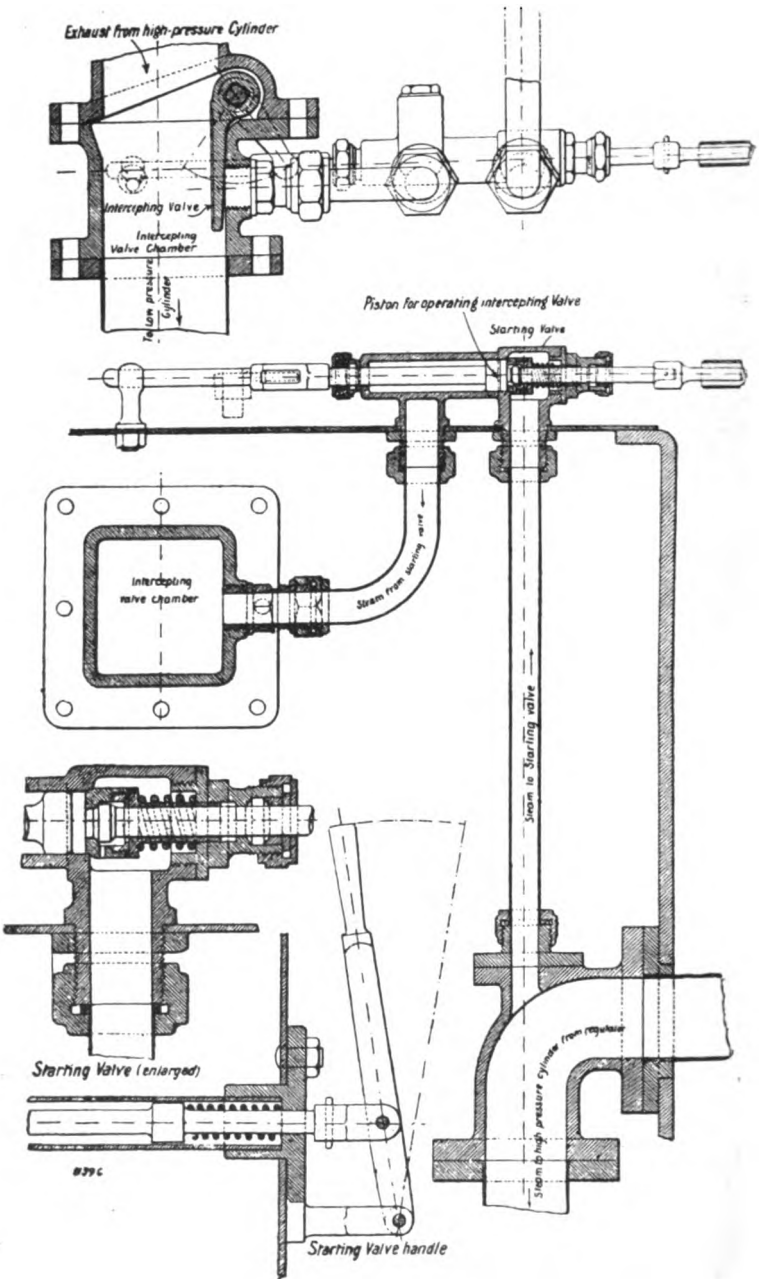 Exhaust from high-pressure Cylinder
Intercepting Valve
Intercepting
Valve Chamber
To Low pressure
Cylinder
Piston for operating intercepting Valve
Starting Valve
Steam from starting valve
Intercepting
valve chamber
Steam to Starting valve
Starting Valve (enlarged)
Steam to high pressure cylinder from regulator
Starting Valve handle